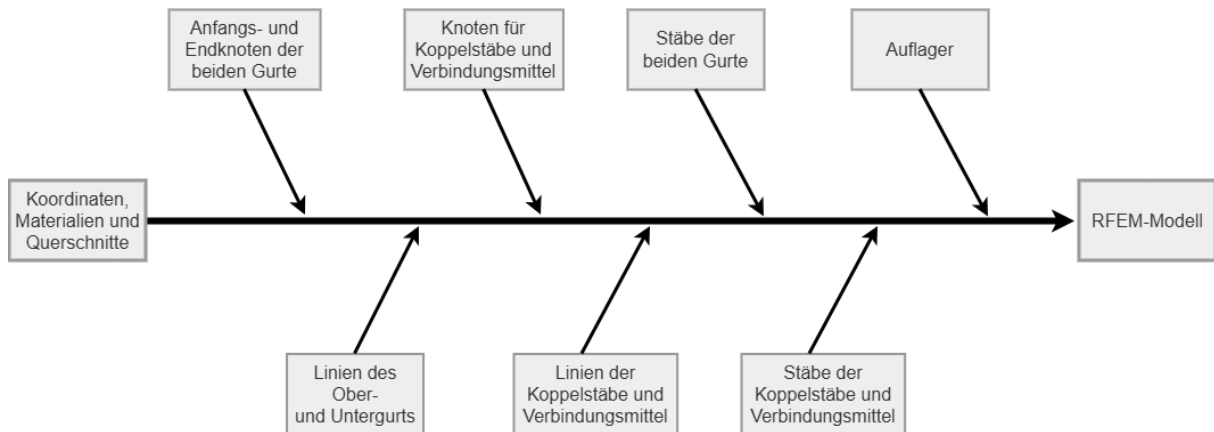 Anfangs- und
Endknoten der
beiden Gurte
Knoten für
Koppelstäbe und
Verbindungsmittel
Stäbe der
beiden Gurte
Auflager
Koordinaten,
Materialien und
Querschnitte
RFEM-Modell
Linien des
Ober-
und Untergurts
Linien der
Koppelstäbe und
Verbindungsmittel
Stäbe der
Koppelstäbe und
Verbindungsmittel